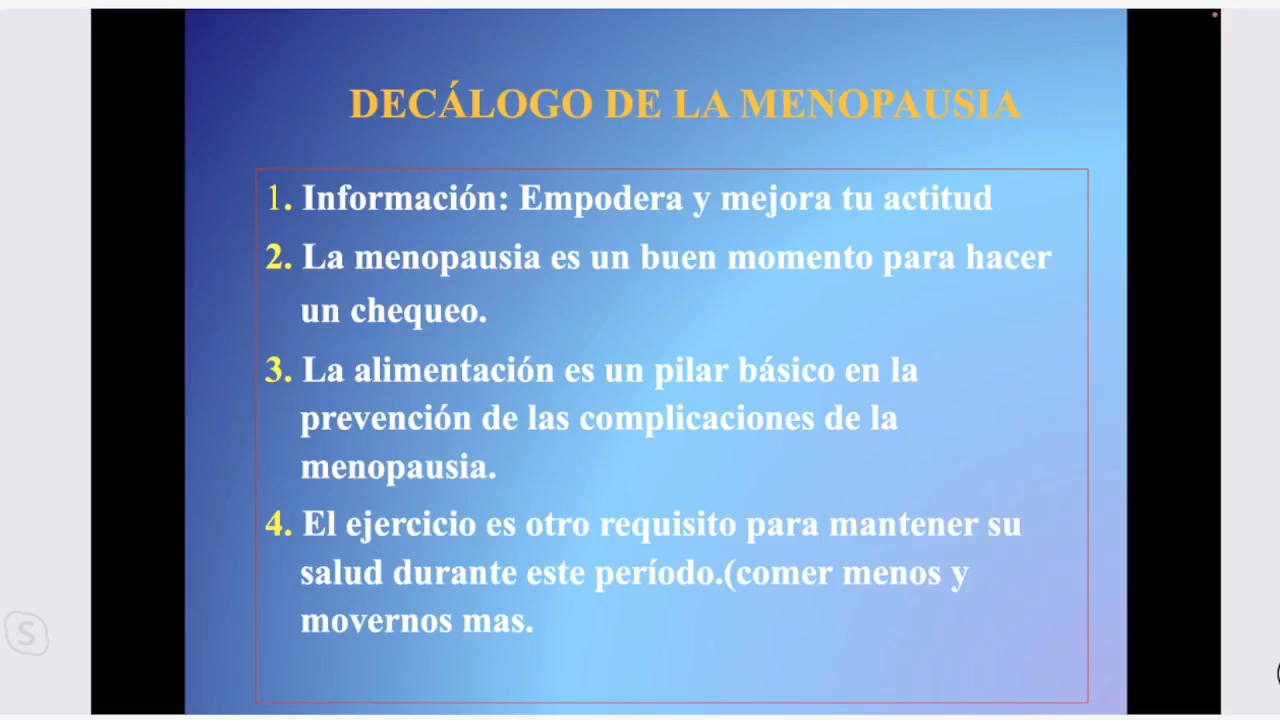 DECÁLOGO DE LA MENOPAUSIA
1. Información: Empodera y mejora tu actitud
2. La menopausia es un buen momento para hacer
un chequeo.
3. La alimentación es un pilar básico en la
prevención de las complicaciones de la
menopausia.
4. El ejercicio es otro requisito para mantener su
salud durante este período.(comer menos y
movernos mas.
S